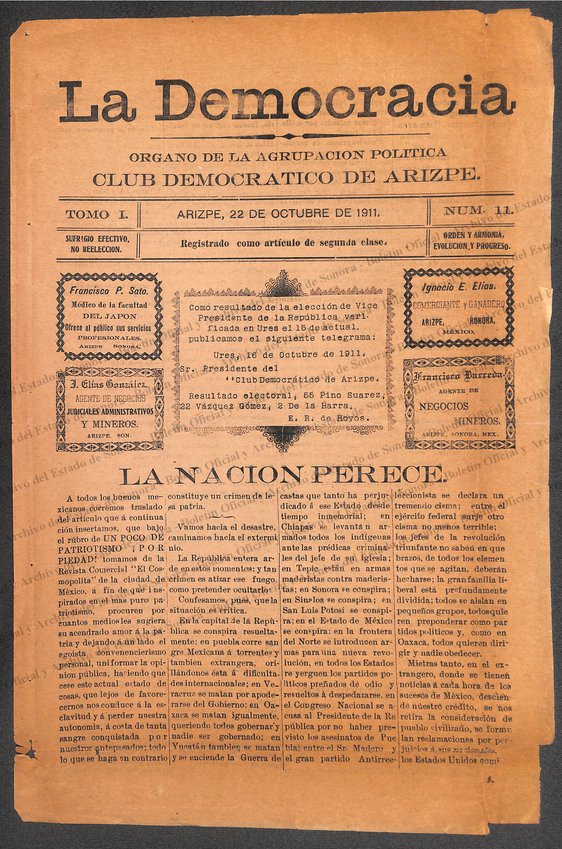 La Democracia
ORGANO DE LA AGRUPACION POLITICA
CLUB DEMOCRATICO DE ARIZPE.
TOMO I.
ARIZPE, 22 DE OCTUBRE DE 1911.
NUM. 11.
SUFRAGIO EFECTIVO,
NO REELECCION.
Registrado como artículo de segunda clase.
ORDEN Y ARMONIA,
EVOLUCION Y PROGRESO.
Francisco P. Sato.
Médico de la facultad
DEL JAPON
Ofrece al público sus servicios
PROFESIONALES.
ARIZPE SONORA.
J. Elías González.
AGENTE DE NEGOCIOS
JUDICIALES ADMINISTRATIVOS
Y MINEROS.
ARIZPE, SON.
Como resultado de la elección de Vice
Presidente de la República veri
ficada en Ures el 15 de actual,
publicamos el siguiente telegrama:
Ures, 16 de Octubre de 1911.
Sr. Presidente del
"Club Democrático de Arizpe.
Resultado electoral, 55 Pino Suarez,
22 Vázquez Gómez, 2 De la Barra.
E. R. de Hoyos.
Ignacio E. Elias.
COMERCIANTE Y GANADERO
ARIZPE, SONORA,
MEXICO.
Francisco Barreda.
AGENTE DE
NEGOCIOS
MINEROS.
ARIZPE, SONORA, MEX.
LA NACION PERECE.
A todos los buenos me-
xicanos corremos traslado
del artículo que á continua
ción insertamos, que bajo
el rúbro de UN POCO DE
PATRIOTISMO ¡POR
PIEDAD! tomamos de la
Revista Comercial "El Cos-
mopolita" de la ciudad de
México, á fin de que ins
pirados en el mas puro pa-
triotismo, procuren por
cuantos medios les sugiera
su acendrado amor á la pá-
tria y dejando á un lado el
egoista convencionerismo
personal, uniformar la opi-
nion pública, haciendo que
cese este actual estado de
cosas, que lejos de favore-
cernos nos conduce á la es-
clavitud y á perder nuestra
autonomía, á costa de tanta
sangre conquistada por
nuestros antepasados; todo
lo que se haga en contrario
constituye un crímen de le-
sa patria.
Vamos hacia el desastre,
caminamos hacia el extermi
nio.
La República entera ar-
de en estos momentos; y tan
crímen es atizar ese fuego,
como pretender ocultarlo
Confesamos, pues, que la
situación es crítica.
En la capital de la Repú-
blica se conspira resuelta-
mente: en puebla corre san
gre Mexicana á torrentes y
tambien extrangera, ori-
llándonos ésta á dificulta-
des internacionales; en Ve-
racruz se matan por apode-
rarse del Gobierno: en Oa-
xaca se matan igualmente,
queriendo todos gobernar y
nadie ser gobernado; en
Yucatán tambien se matan
y se enciende la Guerra de
castas que tanto ha perju-
dicado á ese Estado desde
tiempo inmemorial; en
Chiapas se levantan ar
mados todos los indígenas
ante las prédicas crimina-
les del jefe de su iglesia;
en Tepic están en armas
maderistas contra maderis-
tas; en Sonora se conspira;
en Sinaloa se conspira; en
San Luis Potosí se conspi-
ra; en el Estado de México
se conspira: en la frontera
del Norte se introducen ar-
mas para una nueva revo-
lución, en todos los Estados
se yerguen los partidos po-
líticos preñados de odio y
resueltos á despedazarse, en
el Congreso Nacional se a-
cusa al Presidente de la Re
pública por no haber pre-
visto los asesinatos de Pue
bla; entre el Sr. Madero y
el gran partido Antirree-
leccionista se declara un
tremendo cisma; entre el
ejército federal surje otro
cisma no menos terrible;
los jefes de la revolución
triunfante no saben en que
brazos, de todos los elemen
tos que se agitan, deberán
hecharse; la gran familia li
beral está profundamente
dividida; todos se aislan en
pequeños grupos, todos quie
ren preponderar como par
tidos políticos y, como en
Oaxaca, todos quieren diri-
gir y nadie obedecer.
Mietras tanto, en el ex-
trangero, donde se tienen
noticias á cada hora de los
sucesos de México, descien-
de nuestro crédito, se nos
retira la consideración de
pueblo civilizado, se formu
lan reclamaciones por per-
juicios á sus nacionales,
los Estados Unidos comi